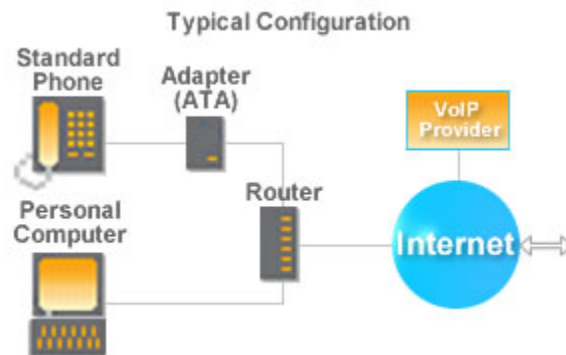 Typical Configuration
Standard
Phone
Adapter
(ATA)
VoIP
Provider
Router
Personal
Computer
Internet